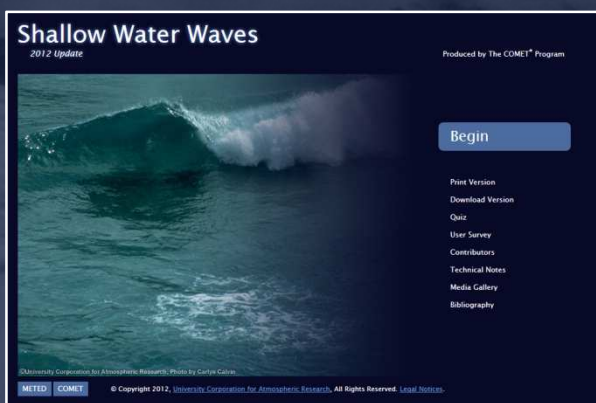 Shallow Water Waves
2012 Update
Produced by The COMET® Program
Begin
Print Version
Download Version
Quiz
User Survey
Contributors
Technical Notes
Media Gallery
Bibliography
©University Corporation for Atmospheric Research, Photo by Carlye Calvin
METED COMET © Copyright 2012, University Corporation for Atmospheric Research, All Rights Reserved. Legal Notices.